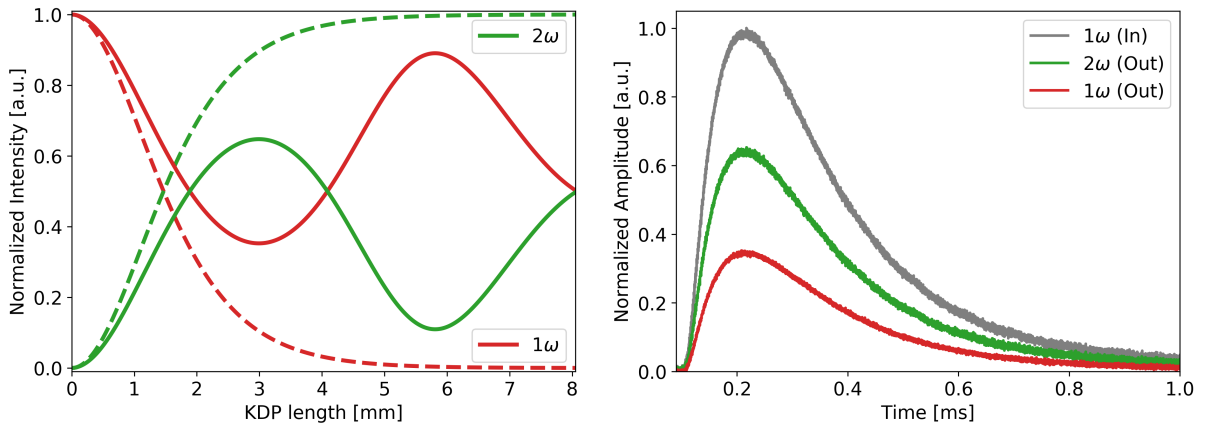 Normalized Intensity [a.u.]
1.0
0.8
0.6
0.4
0.2
0.0
2ω
1ω
0
1
2
3
4
5
6
7
8
KDP length [mm]
Normalized Amplitude [a.u.]
1.0
0.8
0.6
0.4
0.2
0.0
1ω (In)
2ω (Out)
1ω (Out)
0.2
0.4
0.6
0.8
1.0
Time [ms]